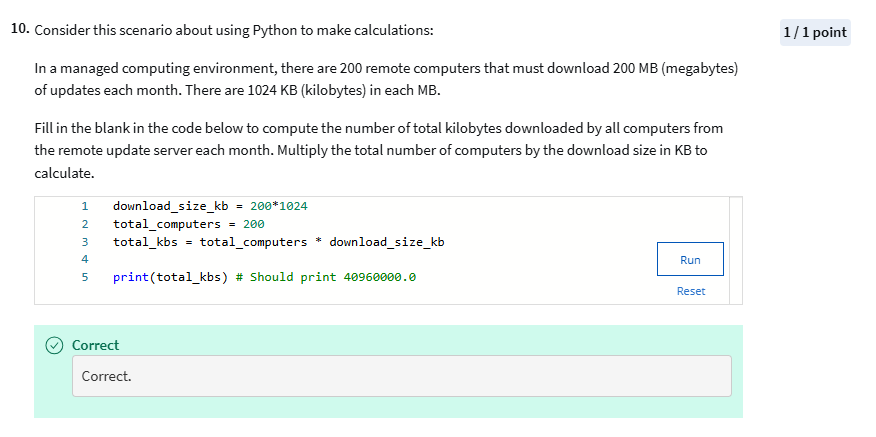 10. Consider this scenario about using Python to make calculations:
1 / 1 point
In a managed computing environment, there are 200 remote computers that must download 200 MB (megabytes)
of updates each month. There are 1024 KB (kilobytes) in each MB.
Fill in the blank in the code below to compute the number of total kilobytes downloaded by all computers from
the remote update server each month. Multiply the total number of computers by the download size in KB to
calculate.
1 download_size_kb = 200*1024
2 total_computers = 200
3 total_kbs = total_computers * download_size_kb
4
5 print(total_kbs) # Should print 40960000.0
Run
Reset
Correct
Correct.